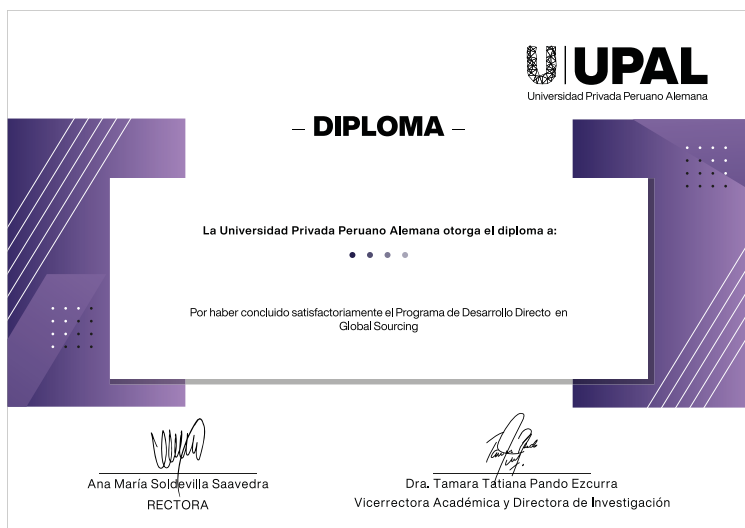 UPAL
Universidad Privada Peruano Alemana
– DIPLOMA –
La Universidad Privada Peruano Alemana otorga el diploma a:
Por haber concluido satisfactoriamente el Programa de Desarrollo Directo en
Global Sourcing
Ana María Soldevilla Saavedra
RECTORA
Dra. Tamara Tatiana Pando Ezcurra
Vicerrectora Académica y Directora de Investigación